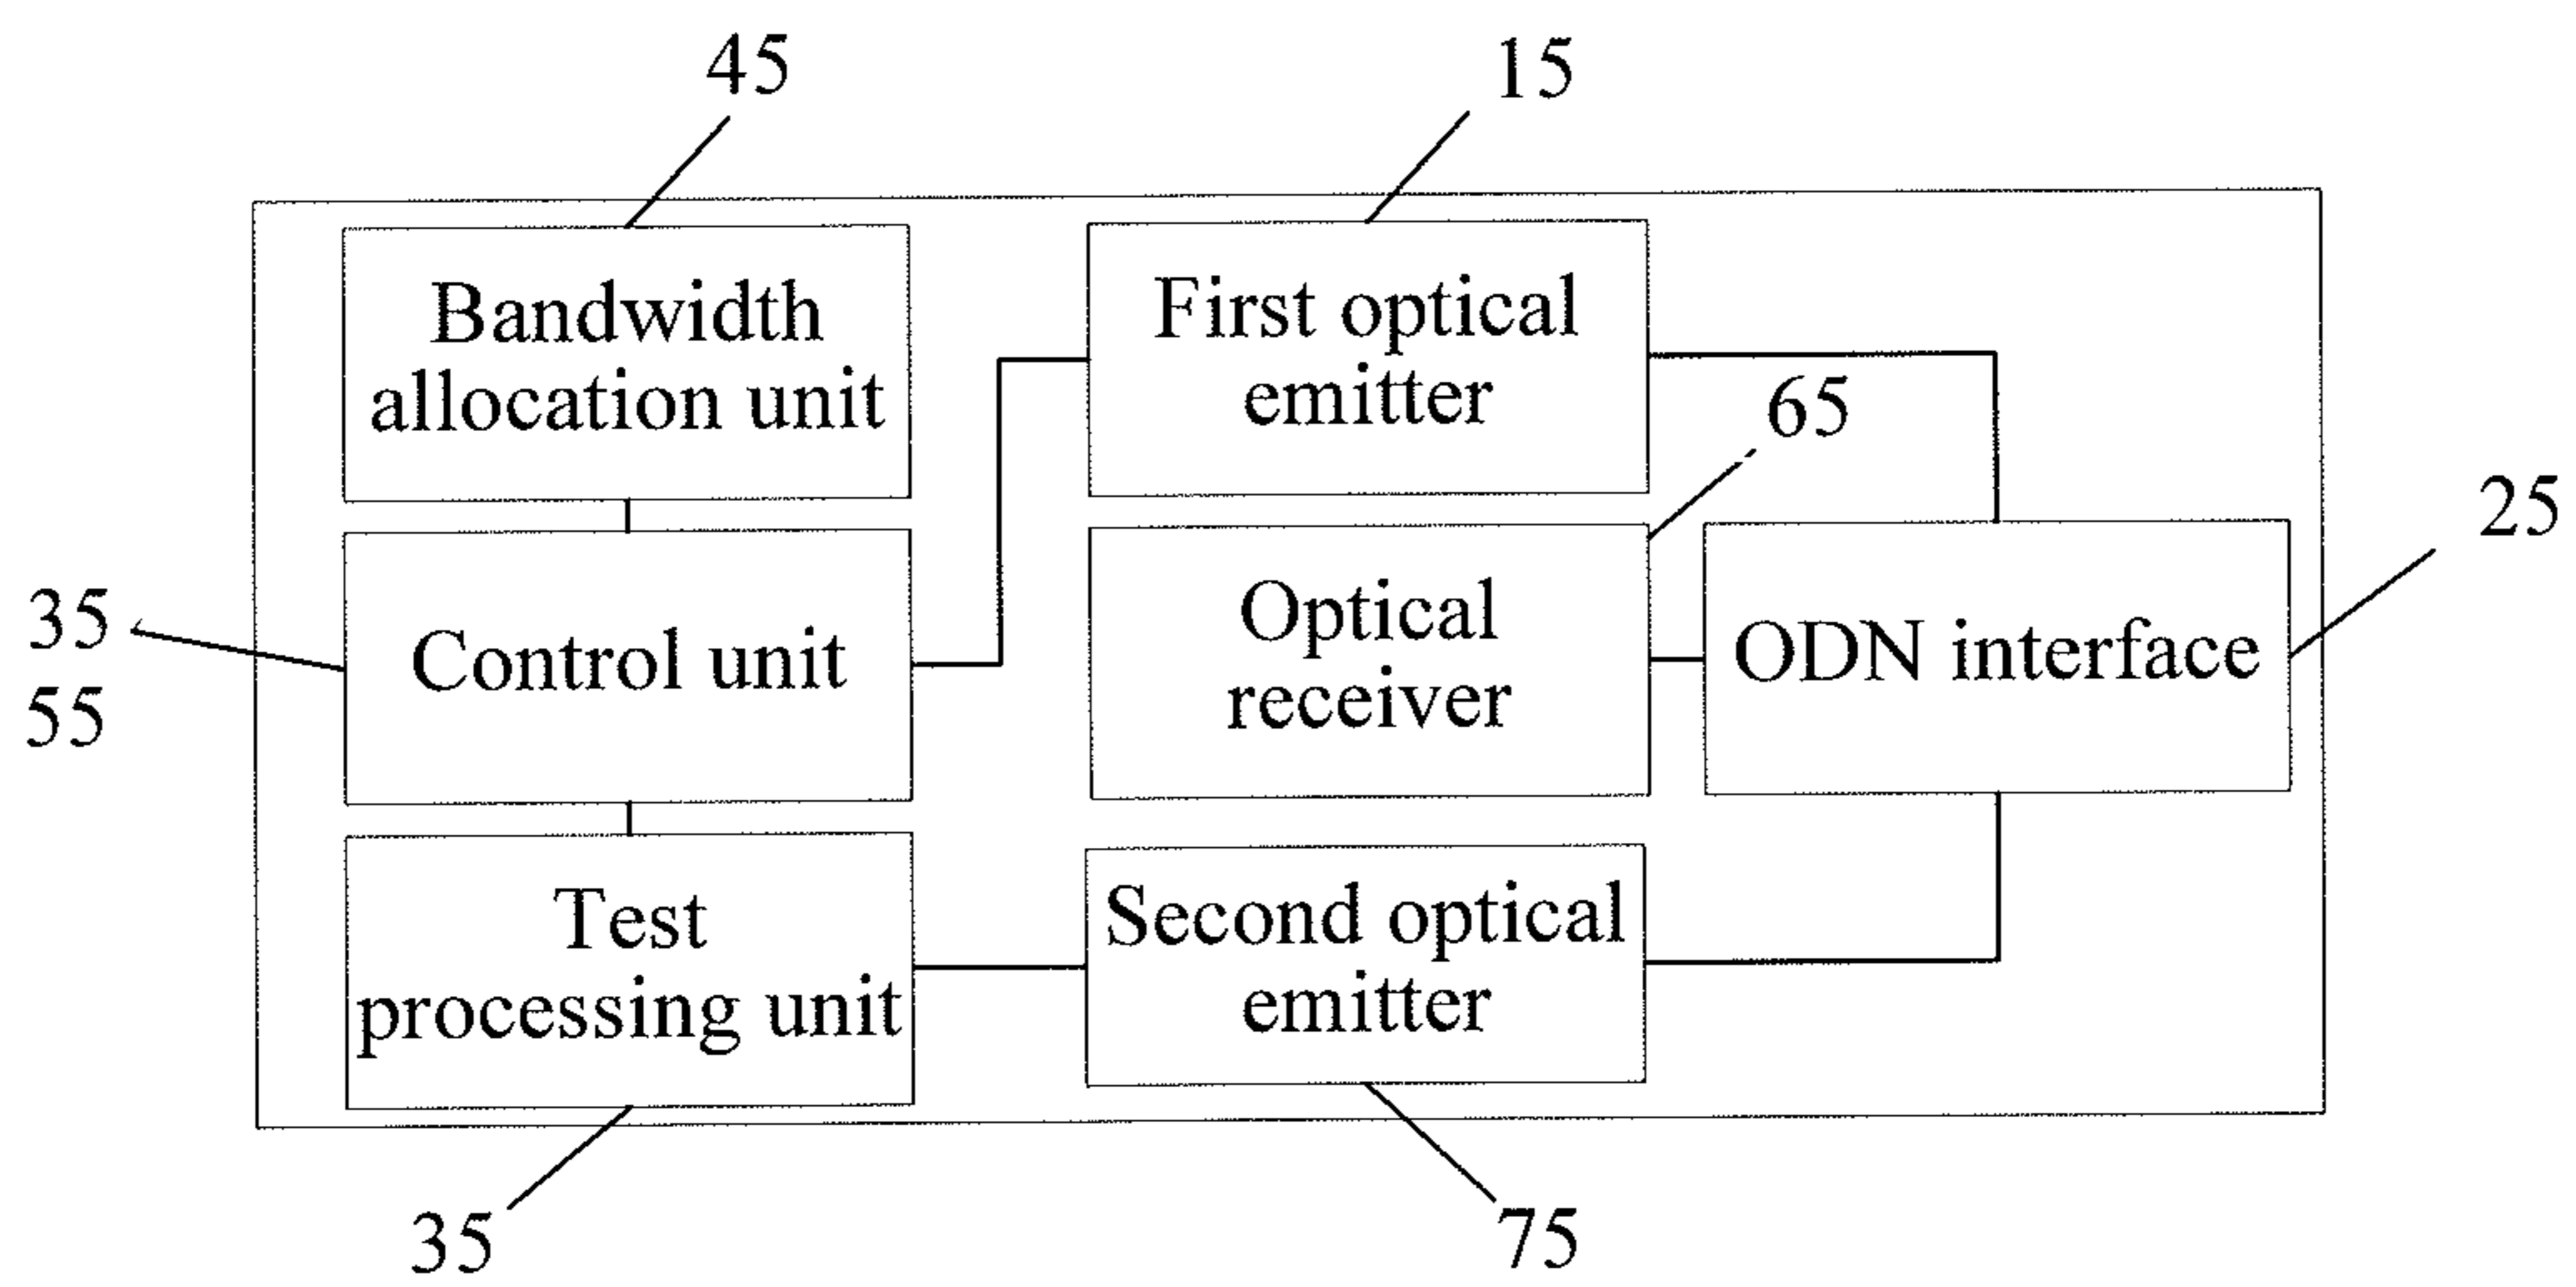 45
15
Bandwidth
allocation unit
First optical
emitter
65
25
35
55
Control unit
Optical
receiver
ODN interface
Test
processing unit
Second optical
emitter
35
75